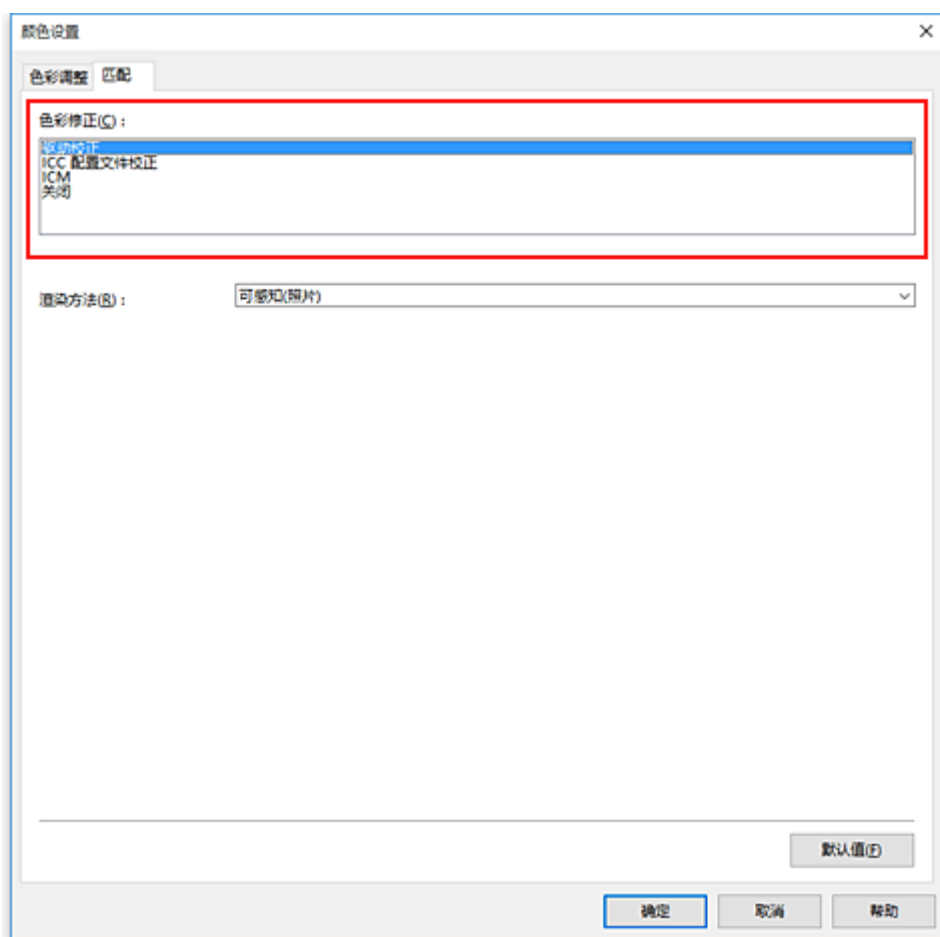 颜色设置
色彩调整 匹配
色彩修正(C)：
驱动校正
ICC 配置文件校正
ICM
关闭
渲染方法(R)： 可感知(照片)
默认值(F)
确定 取消 帮助